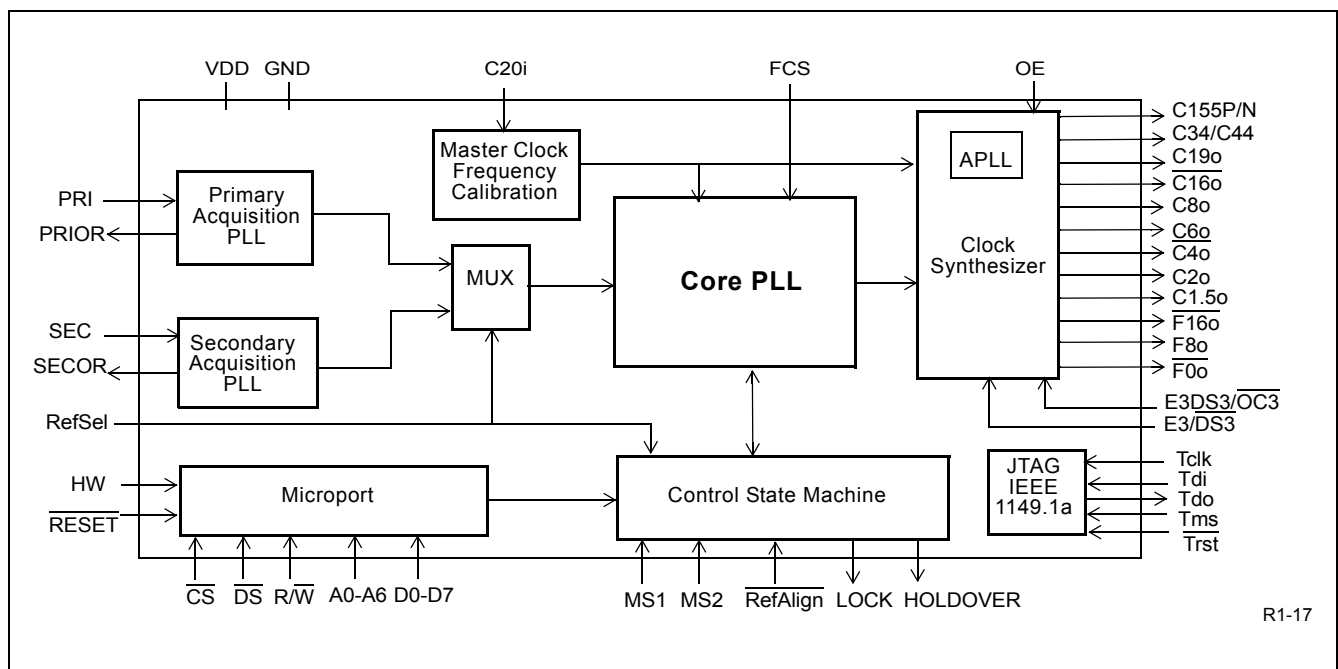 VDD GND C20i FCS OE
Master Clock
Frequency
Calibration
APLL
Clock
Synthesizer
C155P/N
C34/C44
C19o
C16o
C8o
C6o
C4o
C2o
C1.5o
F16o
F8o
F0o
PRI
PRIOR
Primary
Acquisition
PLL
MUX
Core PLL
SEC
SECOR
Secondary
Acquisition
PLL
RefSel
E3DS3/OC3
E3/DS3
HW
RESET
Microport
Control State Machine
JTAG
IEEE
1149.1a
Tclk
Tdi
Tdo
Tms
Trst
CS DS R/W A0-A6 D0-D7
MS1 MS2 RefAlign LOCK HOLDOVER
R1-17